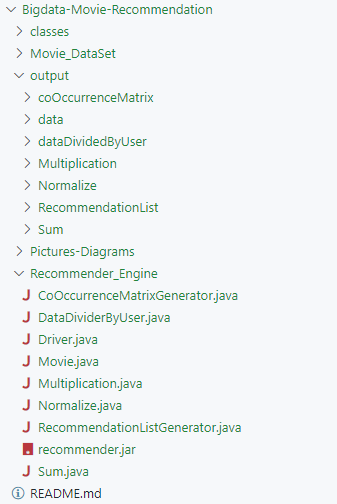 Bigdata-Movie-Recommendation
classes
Movie_DataSet
output
coOccurrenceMatrix
data
dataDividedByUser
Multiplication
Normalize
RecommendationList
Sum
Pictures-Diagrams
Recommender_Engine
J CoOccurrenceMatrixGenerator.java
J DataDividerByUser.java
J Driver.java
J Movie.java
J Multiplication.java
J Normalize.java
J RecommendationListGenerator.java
recommender.jar
J Sum.java
README.md